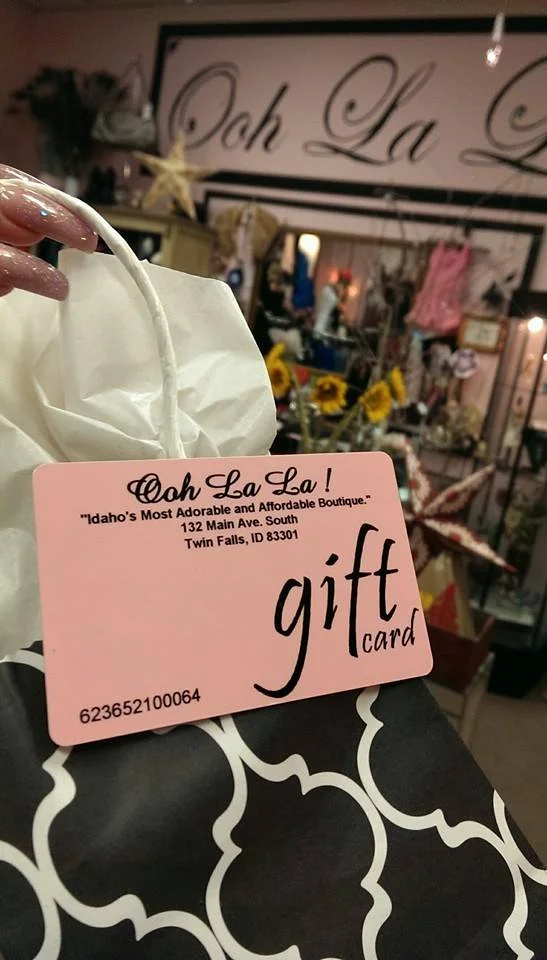 Ooh La L
Ooh La La !
"Idaho's Most Adorable and Affordable Boutique."
132 Main Ave. South
Twin Falls, ID 83301
gift
card
623652100064